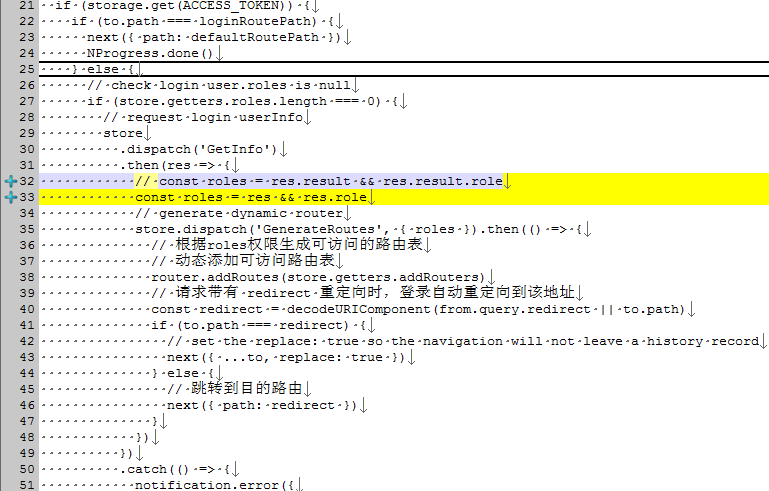 21 if (storage.get(ACCESS_TOKEN)) {
22 if (to.path === loginRoutePath) {
23 next({ path: defaultRoutePath })
24 NProgress.done()
25 } else {
26 // check login user.roles is null
27 if (store.getters.roles.length === 0) {
28 // request login userInfo
29 store
30 .dispatch('GetInfo')
31 .then(res => {
32 // const roles = res.result && res.result.role
33 const roles = res && res.role
34 // generate dynamic router
35 store.dispatch('GenerateRoutes', { roles }).then(() => {
36 // 根据roles权限生成可访问的路由表
37 // 动态添加可访问路由表
38 router.addRoutes(store.getters.addRouters)
39 // 请求带有 redirect 重定向时，登录自动重定向到该地址
40 const redirect = decodeURIComponent(from.query.redirect || to.path)
41 if (to.path === redirect) {
42 // set the replace: true so the navigation will not leave a history record
43 next({ ...to, replace: true })
44 } else {
45 // 跳转到目的路由
46 next({ path: redirect })
47 }
48 })
49 })
50 .catch(() => {
51 notification.error({